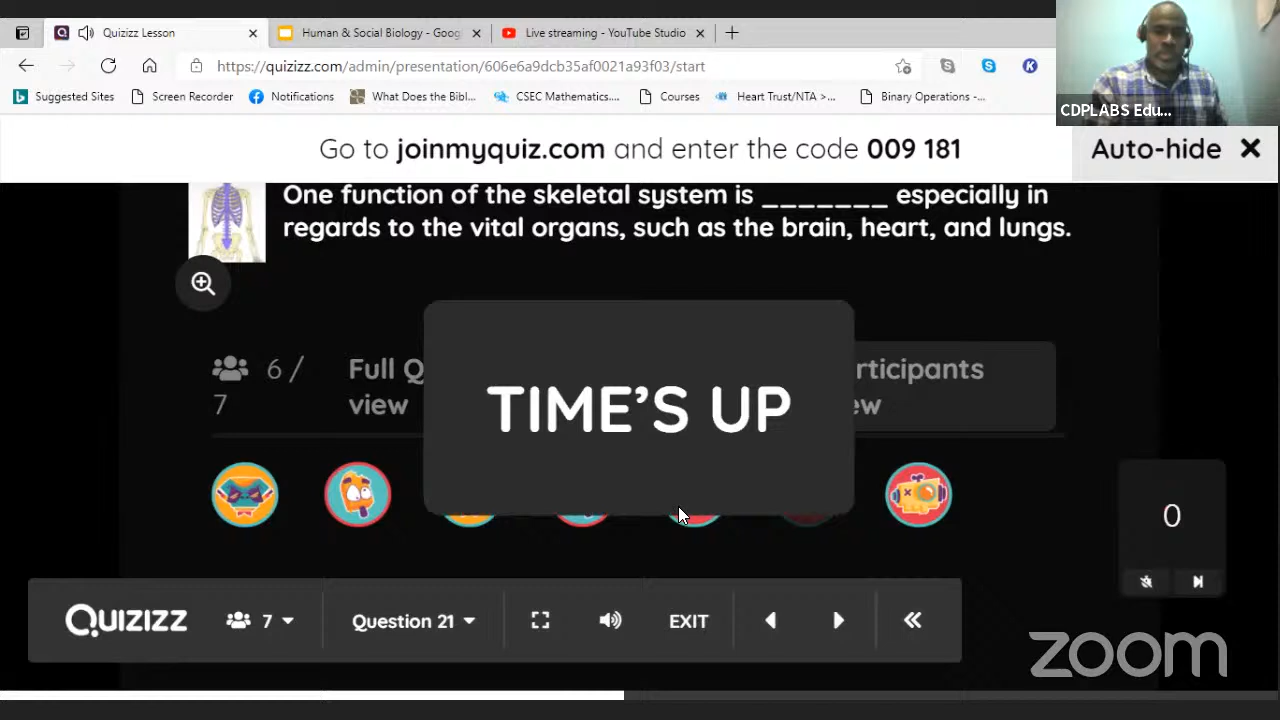 Quizizz Lesson
Human & Social Biology - Goog
Live streaming - YouTube Studio
https://quizizz.com/admin/presentation/606e6a9dcb35af0021a93f03/start
Suggested Sites
Screen Recorder
Notifications
What Does the Bibl...
CSEC Mathematics....
Courses
Heart Trust/NTA >...
Binary Operations -...
CDPLABS Edu...
Go to joinmyquiz.com and enter the code 009 181
Auto-hide
One function of the skeletal system is _______ especially in
regards to the vital organs, such as the brain, heart, and lungs.
6 /
7
Full Q
view
rticipants
ew
TIME'S UP
0
Quizizz
7
Question 21
EXIT
zoom